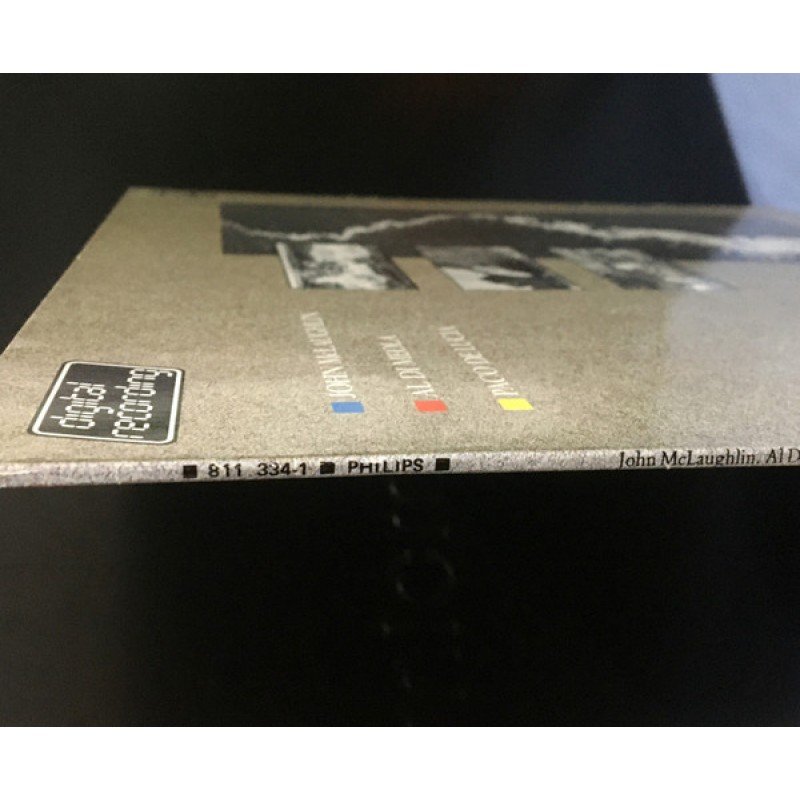 digital
recording
JOHN McLAUGHLIN
AL DI MEOLA
PACO DE LUCIA
■ 811 334-1 ■ PHILIPS ■
John McLaughlin, Al D